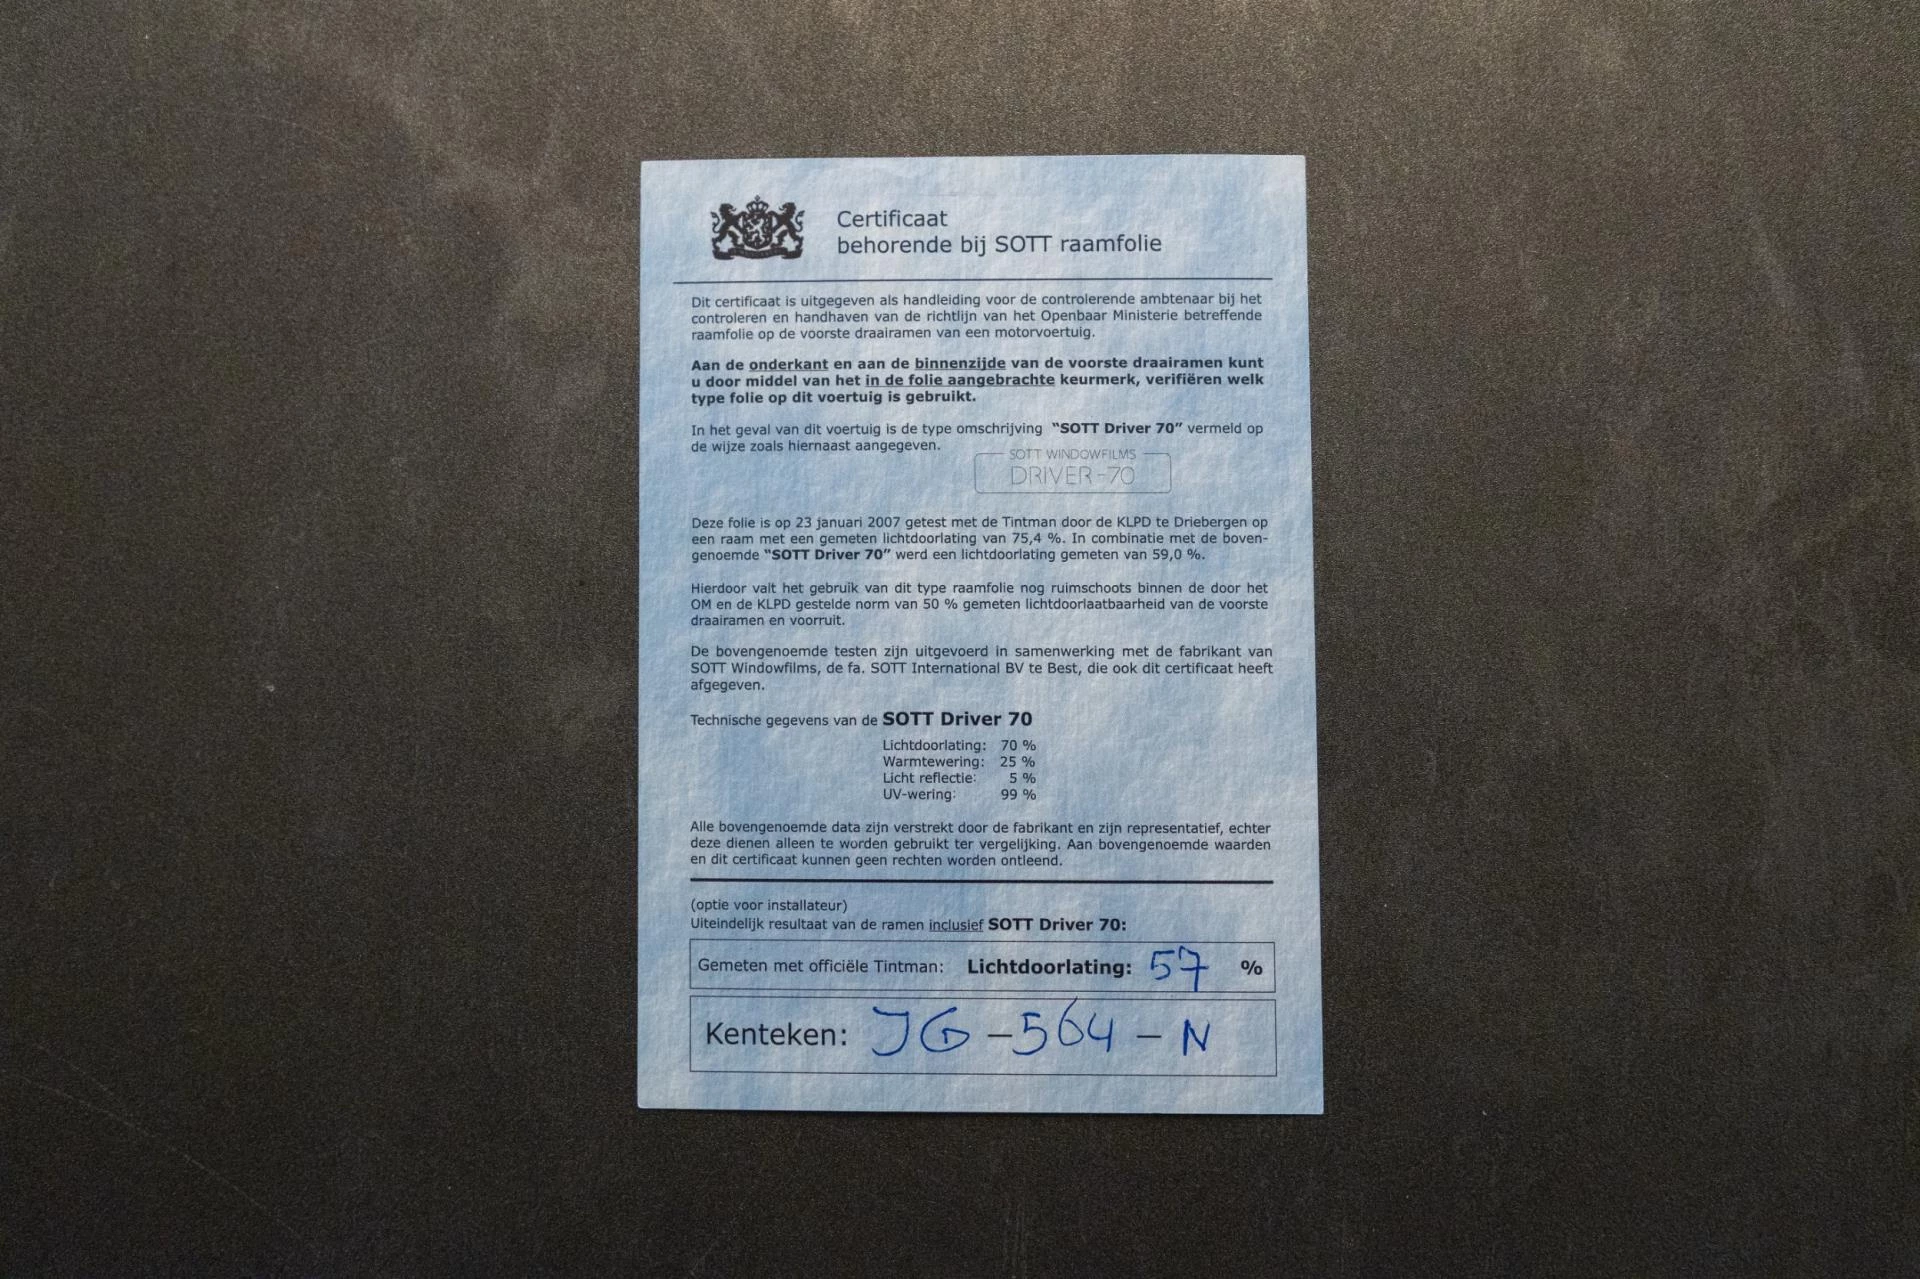 Certificaat
behorende bij SOTT raamfolie
Dit certificaat is uitgegeven als handleiding voor de controlerende ambtenaar bij het
controleren en handhaven van de richtlijn van het Openbaar Ministerie betreffende
raamfolie op de voorste draairamen van een motorvoertuig.
Aan de onderkant en aan de binnenzijde van de voorste draairamen kunt
u door middel van het in de folie aangebrachte keurmerk, verifiëren welk
type folie op dit voertuig is gebruikt.
In het geval van dit voertuig is de type omschrijving "SOTT Driver 70" vermeld op
de wijze zoals hiernaast aangegeven.
SOTT WINDOWFILMS
DRIVER-70
Deze folie is op 23 januari 2007 getest met de Tintman door de KLPD te Driebergen op
een raam met een gemeten lichtdoorlating van 75,4 %. In combinatie met de boven-
genoemde "SOTT Driver 70" werd een lichtdoorlating gemeten van 59,0 %.
Hierdoor valt het gebruik van dit type raamfolie nog ruimschoots binnen de door het
OM en de KLPD gestelde norm van 50 % gemeten lichtdoorlaatbaarheid van de voorste
draairamen en voorruit.
De bovengenoemde testen zijn uitgevoerd in samenwerking met de fabrikant van
SOTT Windowfilms, de fa. SOTT International BV te Best, die ook dit certificaat heeft
afgegeven.
Technische gegevens van de SOTT Driver 70
Lichtdoorlating: 70 %
Warmtewering: 25 %
Licht reflectie: 5 %
UV-wering: 99 %
Alle bovengenoemde data zijn verstrekt door de fabrikant en zijn representatief, echter
deze dienen alleen te worden gebruikt ter vergelijking. Aan bovengenoemde waarden
en dit certificaat kunnen geen rechten worden ontleend.
(optie voor installateur)
Uiteindelijk resultaat van de ramen inclusief SOTT Driver 70:
Gemeten met officiële Tintman: Lichtdoorlating: 57 %
Kenteken: JG-564-N